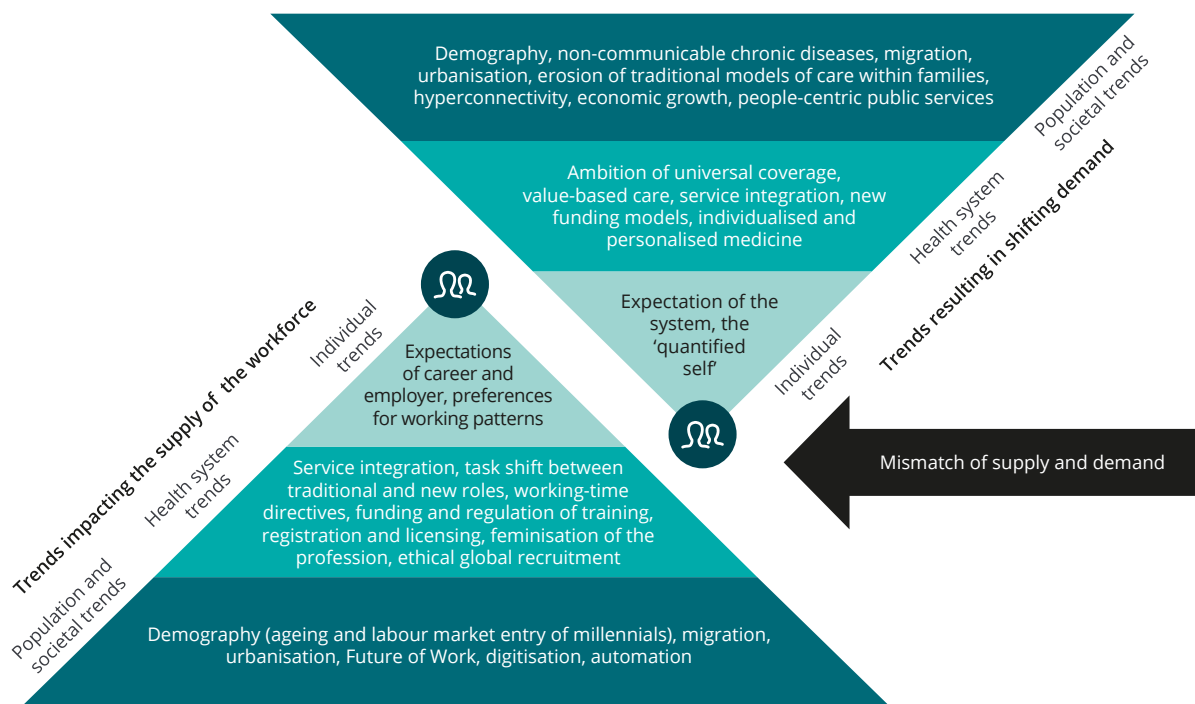 Demography, non-communicable chronic diseases, migration,
urbanisation, erosion of traditional models of care within families,
hyperconnectivity, economic growth, people-centric public services
Population and
societal trends
Ambition of universal coverage,
value-based care, service integration, new
funding models, individualised and
personalised medicine
Health system
trends
Trends resulting in shifting demand
Expectation of the
system, the
‘quantified
self’
Individual
trends
Mismatch of supply and demand
Trends impacting the supply of the workforce
Individual
trends
Expectations
of career and
employer, preferences
for working patterns
Health system
trends
Service integration, task shift between
traditional and new roles, working-time
directives, funding and regulation of training,
registration and licensing, feminisation of the
profession, ethical global recruitment
Population and
societal trends
Demography (ageing and labour market entry of millennials), migration,
urbanisation, Future of Work, digitisation, automation